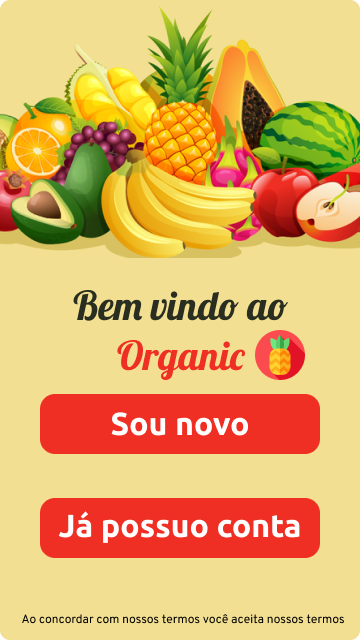 Bem vindo ao
Organic
Sou novo
Já possuo conta
Ao concordar com nossos termos você aceita nossos termos